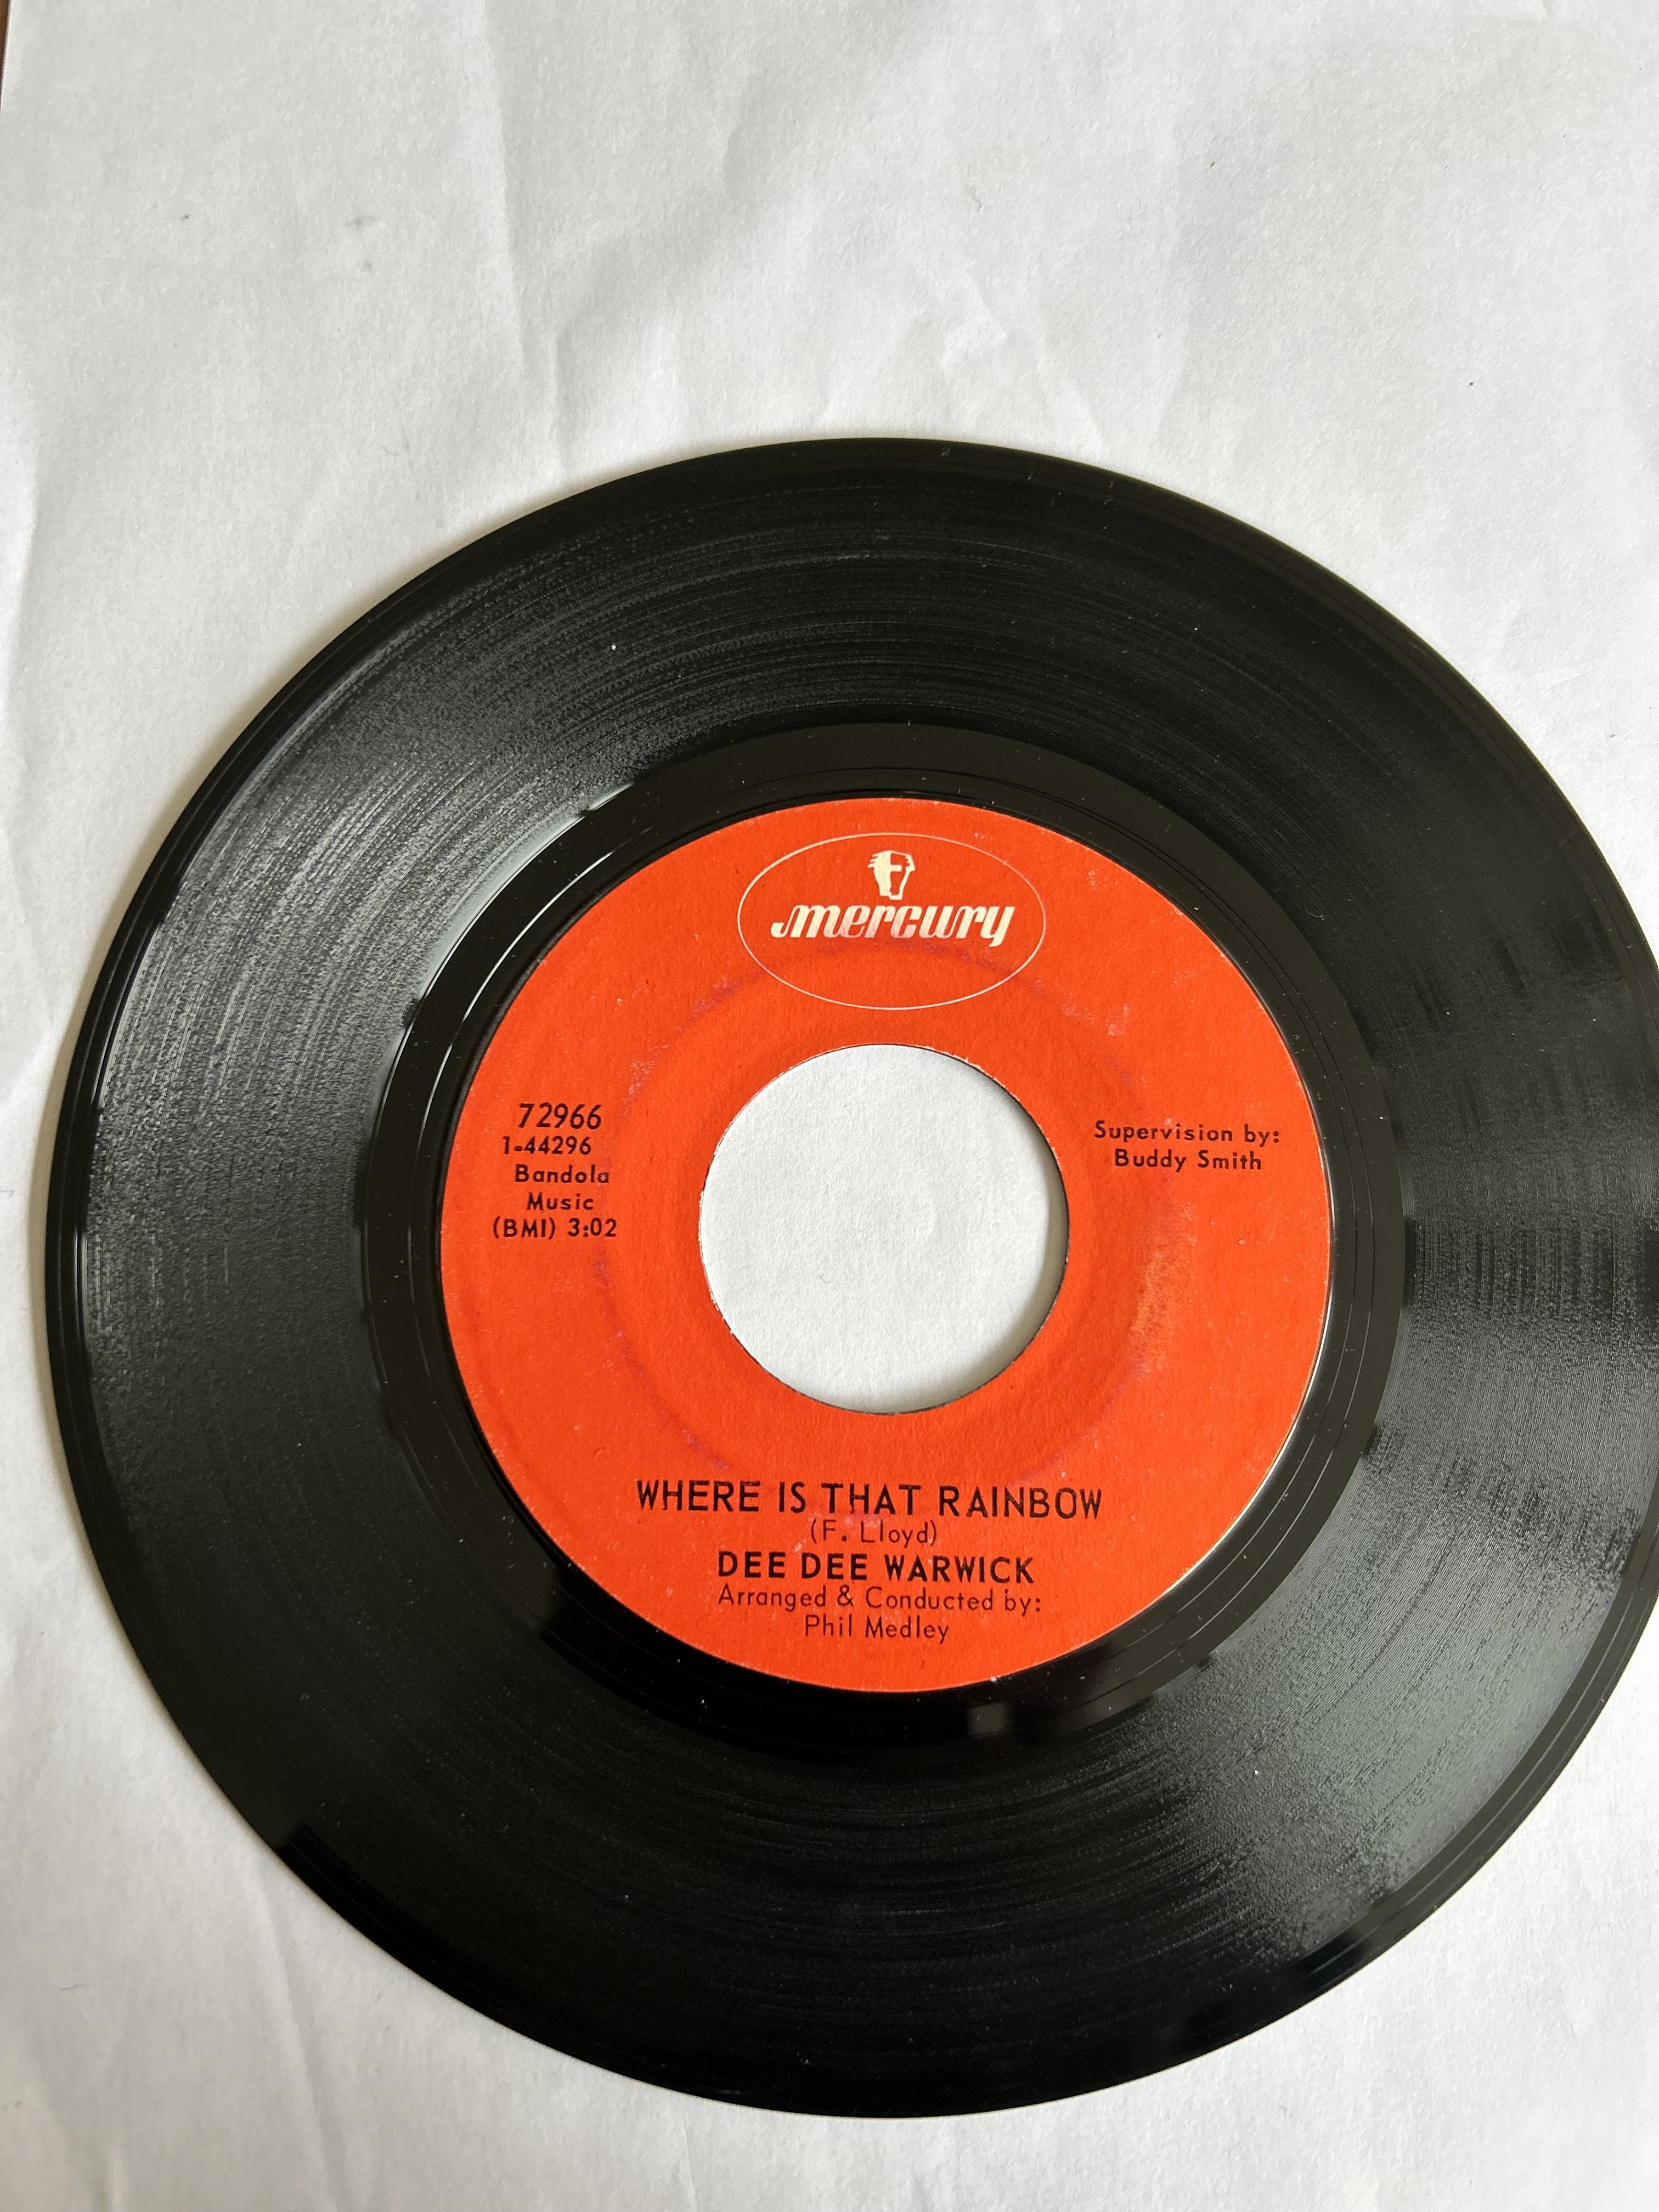 mercury
72966
1-44296
Bandola
Music
(BMI) 3:02
Supervision by:
Buddy Smith
WHERE IS THAT RAINBOW
(F. Lloyd)
DEE DEE WARWICK
Arranged & Conducted by:
Phil Medley